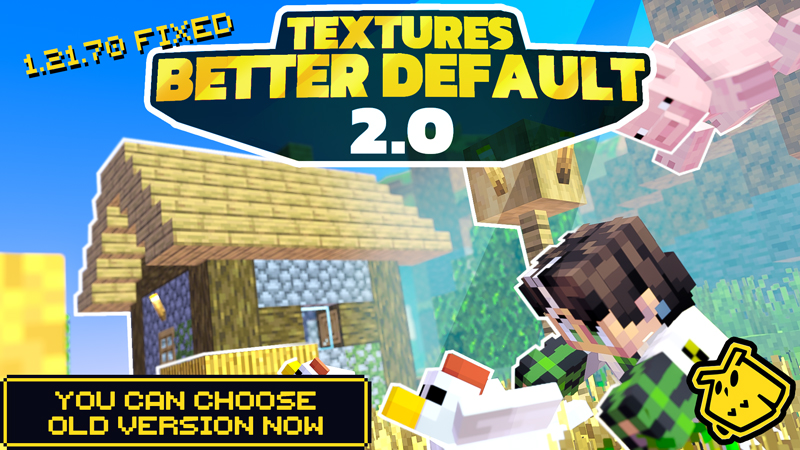 1.21.70 FIXED
TEXTURES
BETTER DEFAULT
2.0
YOU CAN CHOOSE
OLD VERSION NOW